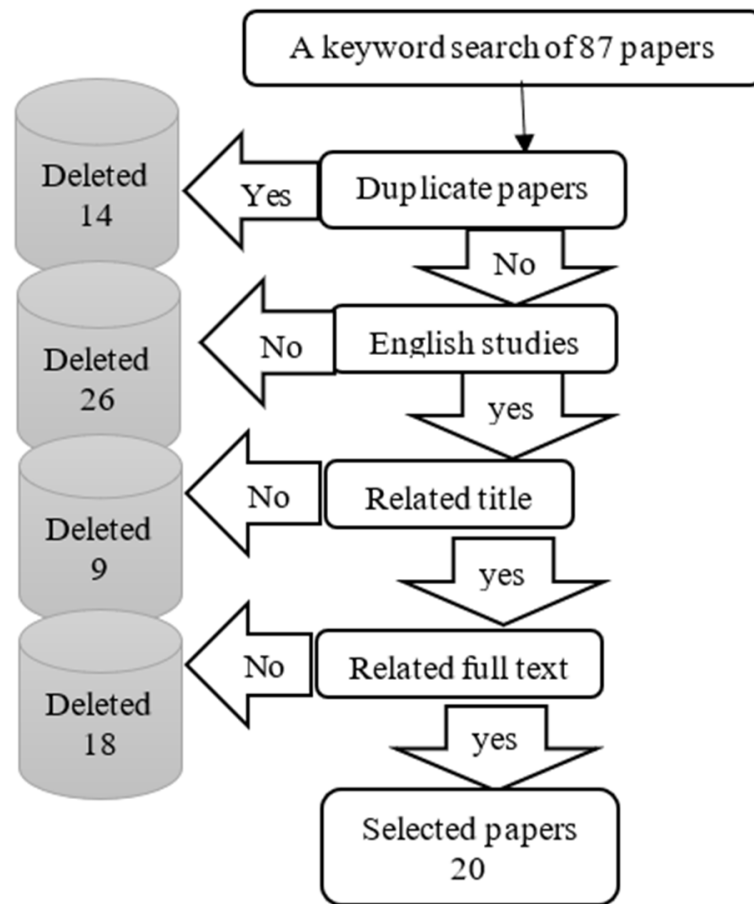 A keyword search of 87 papers
Duplicate papers
Yes
Deleted
14
No
English studies
No
Deleted
26
yes
Related title
No
Deleted
9
yes
Related full text
No
Deleted
18
yes
Selected papers
20